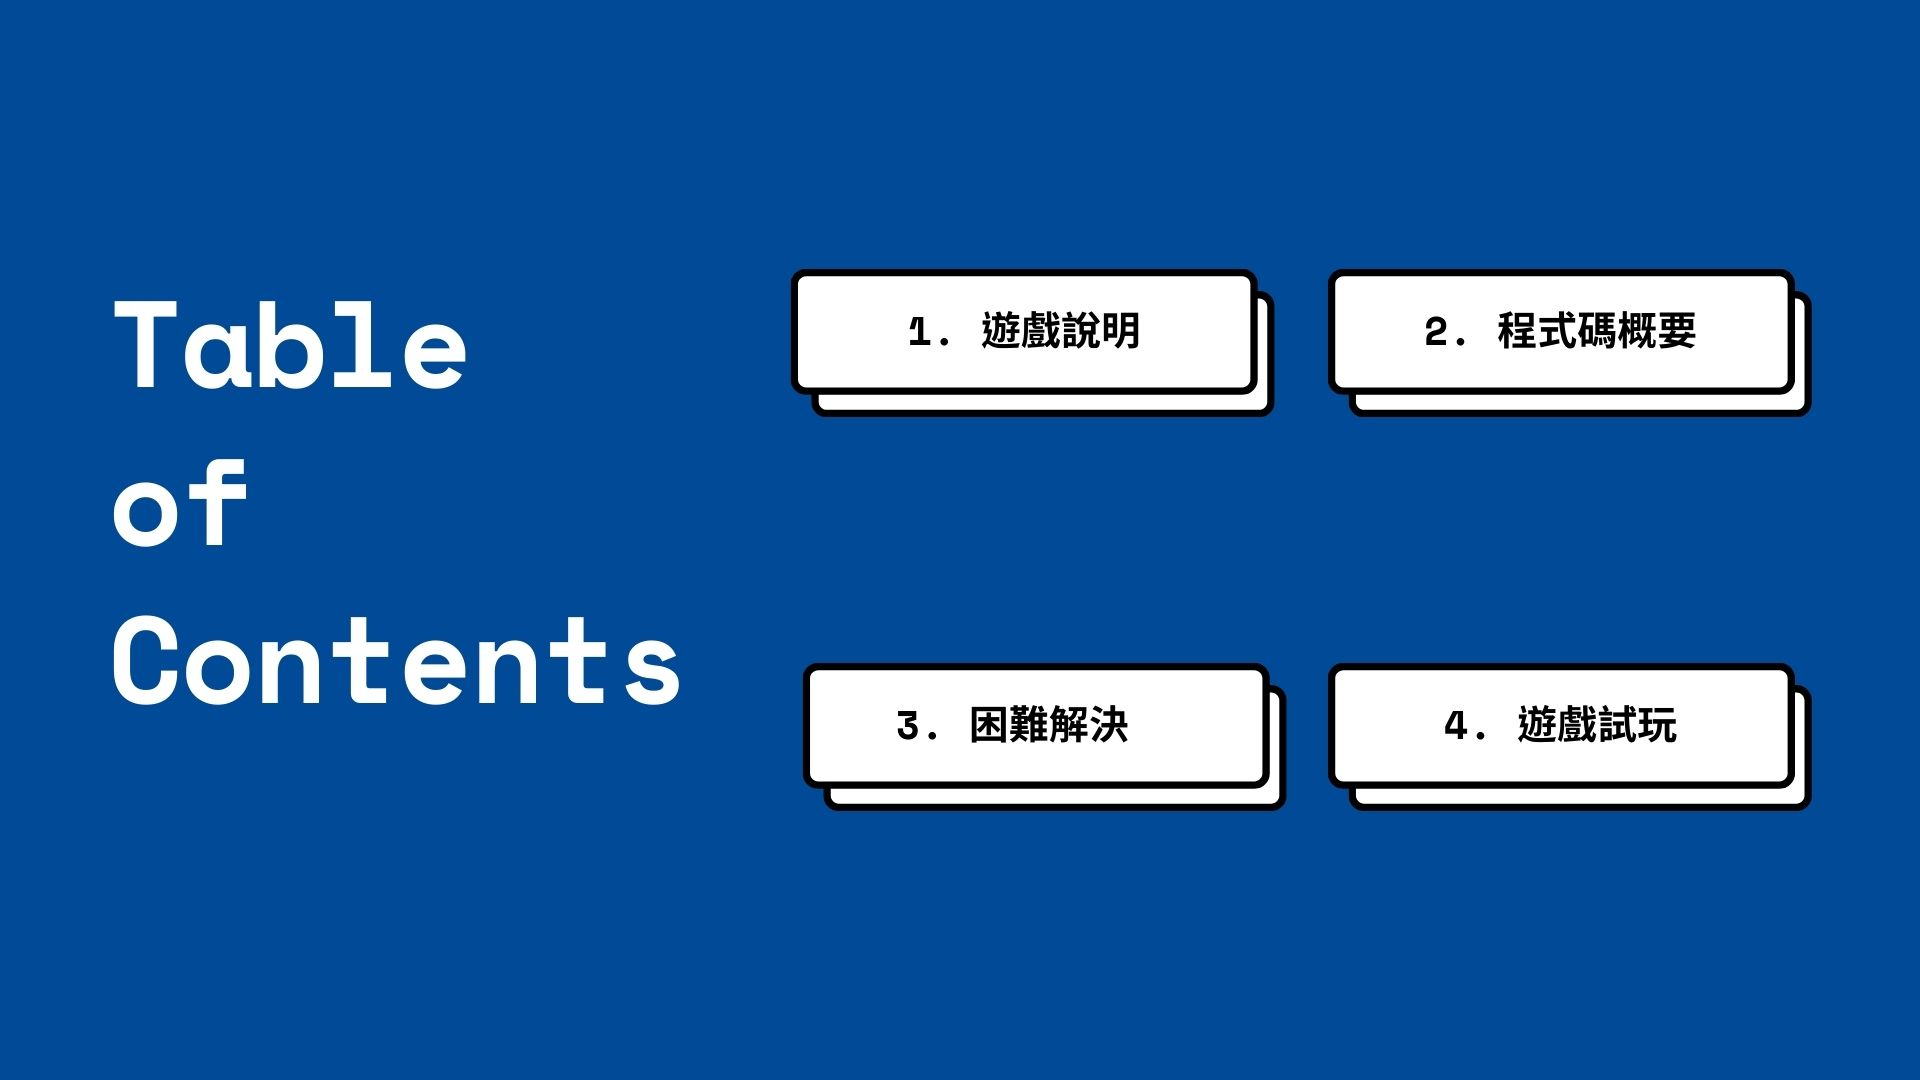 Table
of
Contents
1. 遊戲說明
2. 程式碼概要
3. 困難解決
4. 遊戲試玩